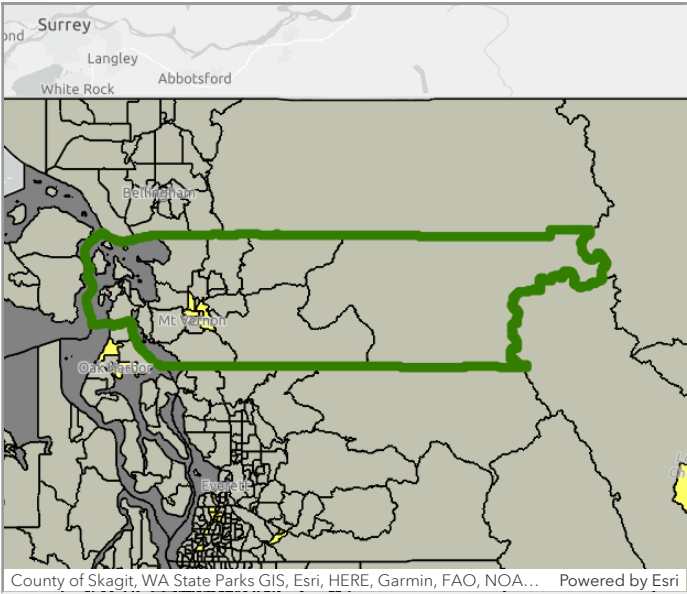 Surrey
ond
Langley
Abbotsford
White Rock
Bellingham
Mt Vernon
Oak Harbor
Everett
County of Skagit, WA State Parks GIS, Esri, HERE, Garmin, FAO, NOA... Powered by Esri